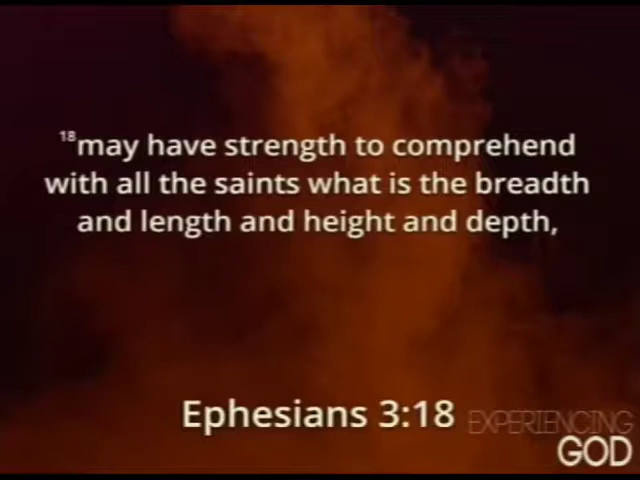 18may have strength to comprehend
with all the saints what is the breadth
and length and height and depth,
Ephesians 3:18
EXPERIENCING
GOD